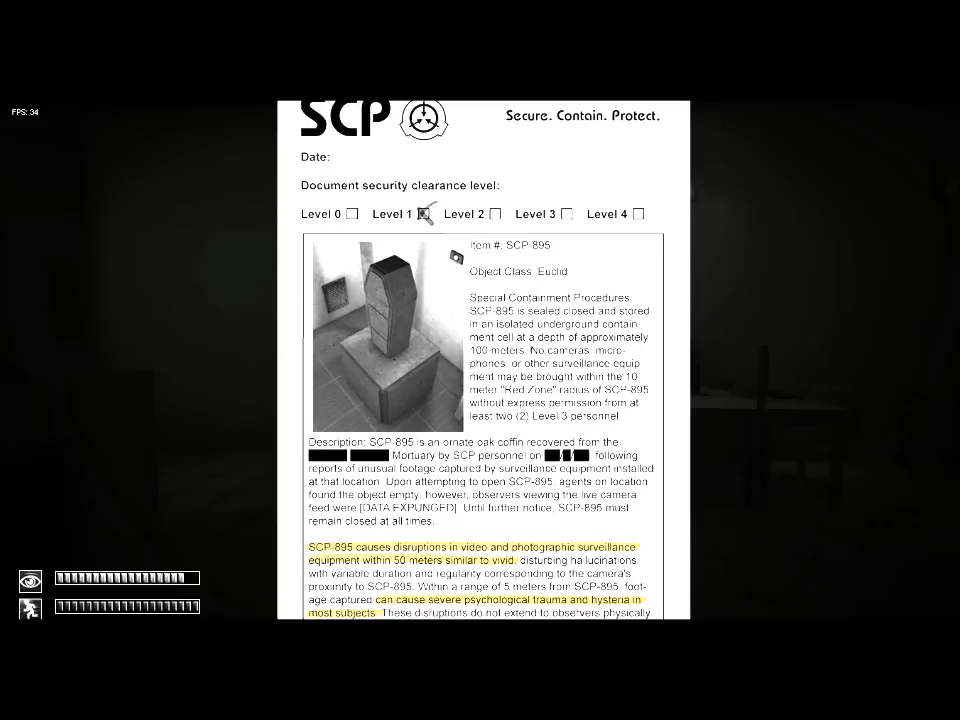 FPS: 34
SCP
Secure. Contain. Protect.
Date:
Document security clearance level:
Level 0 Level 1 Level 2 Level 3 Level 4
Item #: SCP-895
Object Class: Euclid
Special Containment Procedures
SCP-895 is sealed closed and stored
in an isolated underground contain-
ment cell at a depth of approximately
100 meters. No cameras, micro-
phones, or other surveillance equip
ment may be brought within the 10
meter "Red Zone" radius of SCP-895
without express permission from at
least two (2) Level 3 personnel
Description: SCP-895 is an ornate oak coffin recovered from the
Mortuary by SCP personnel on / / following
reports of unusual footage captured by surveillance equipment installed
at that location. Upon attempting to open SCP-895, agents on location
found the object empty, however, observers viewing the live camera
feed were [DATA EXPUNGED]. Until further notice, SCP-895 must
remain closed at all times.
SCP-895 causes disruptions in video and photographic surveillance
equipment within 50 meters similar to vivid, disturbing hallucinations
with variable duration and regularity corresponding to the camera's
proximity to SCP-895. Within a range of 5 meters from SCP-895, foot-
age captured can cause severe psychological trauma and hysteria in
most subjects. These disruptions do not extend to observers physically